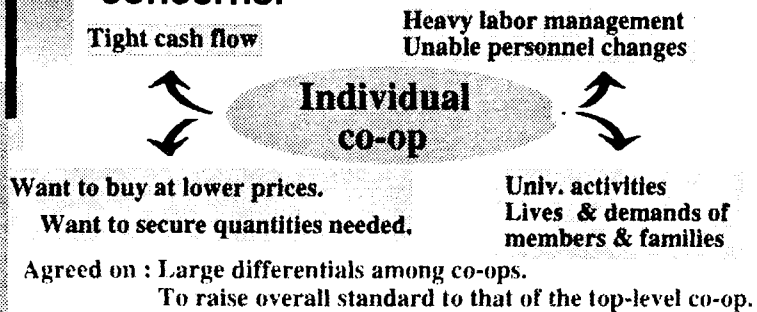 Heavy labor management
Tight cash flow
Unable personnel changes
Individual
co-op
Want to buy at lower prices.
Want to secure quantities needed.
Univ. activities
Lives & demands of
members & families
Agreed on : Large differentials among co-ops.
To raise overall standard to that of the top-level co-op.